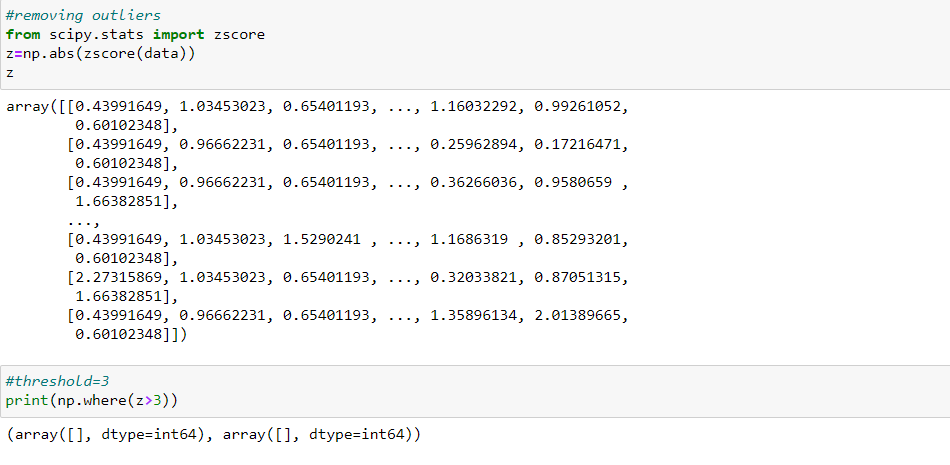 #removing outliers
from scipy.stats import zscore
z=np.abs(zscore(data))
z
array([[0.43991649, 1.03453023, 0.65401193, ..., 1.16032292, 0.99261052,
        0.60102348],
       [0.43991649, 0.96662231, 0.65401193, ..., 0.25962894, 0.17216471,
        0.60102348],
       [0.43991649, 0.96662231, 0.65401193, ..., 0.36266036, 0.9580659 ,
        1.66382851],
       ...,
       [0.43991649, 1.03453023, 1.5290241 , ..., 1.1686319 , 0.85293201,
        0.60102348],
       [2.27315869, 1.03453023, 0.65401193, ..., 0.32033821, 0.87051315,
        1.66382851],
       [0.43991649, 0.96662231, 0.65401193, ..., 1.35896134, 2.01389665,
        0.60102348]])
#threshold=3
print(np.where(z>3))
(array([], dtype=int64), array([], dtype=int64))